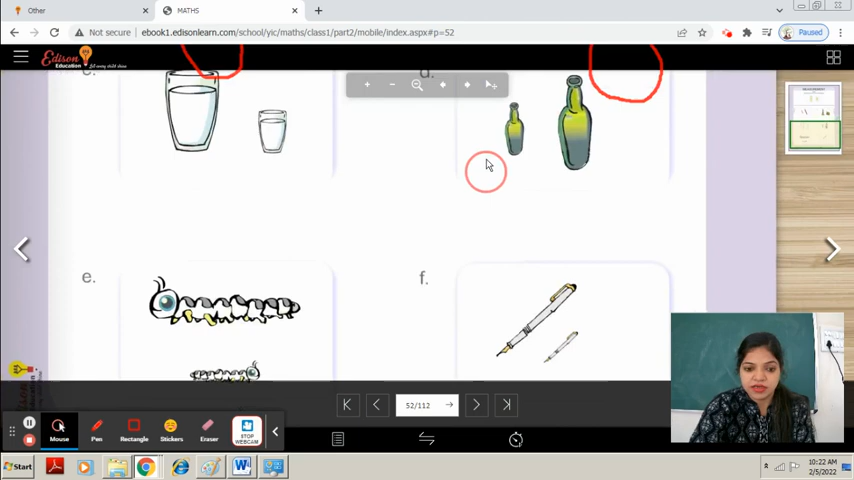 Other
MATHS
Not secure
ebook1.edisonlearn.com/school/yic/maths/class1/part2/mobile/index.aspx#p=52
Paused
Edison
Education
c.
d.
e.
f.
52/112
Mouse
Pen
Rectangle
Stickers
Eraser
STOP
WEBCAM
Start
10:22 AM
2/5/2022